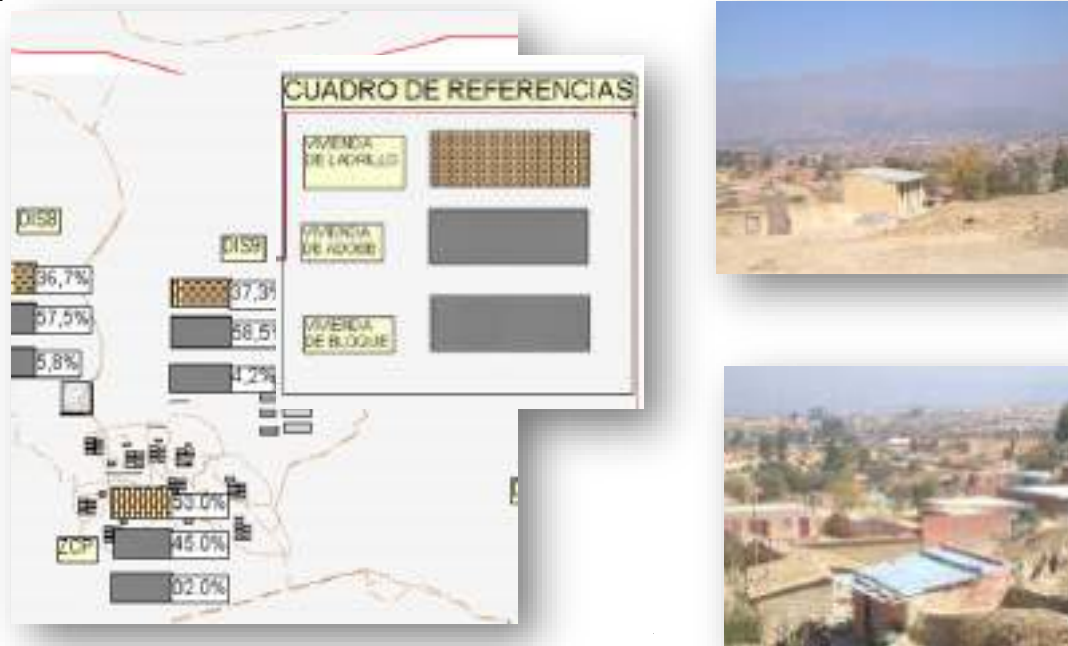 CUADRO DE REFERENCIAS
VIVIENDA
DE LADRILLO
VIVIENDA
DE ADOBE
VIVIENDA
DE BLOQUE
DIS8
36,7%
57,5%
5,8%
DIS9
37,3%
58,5%
4,2%
ZCP
53.0%
45.0%
02.0%